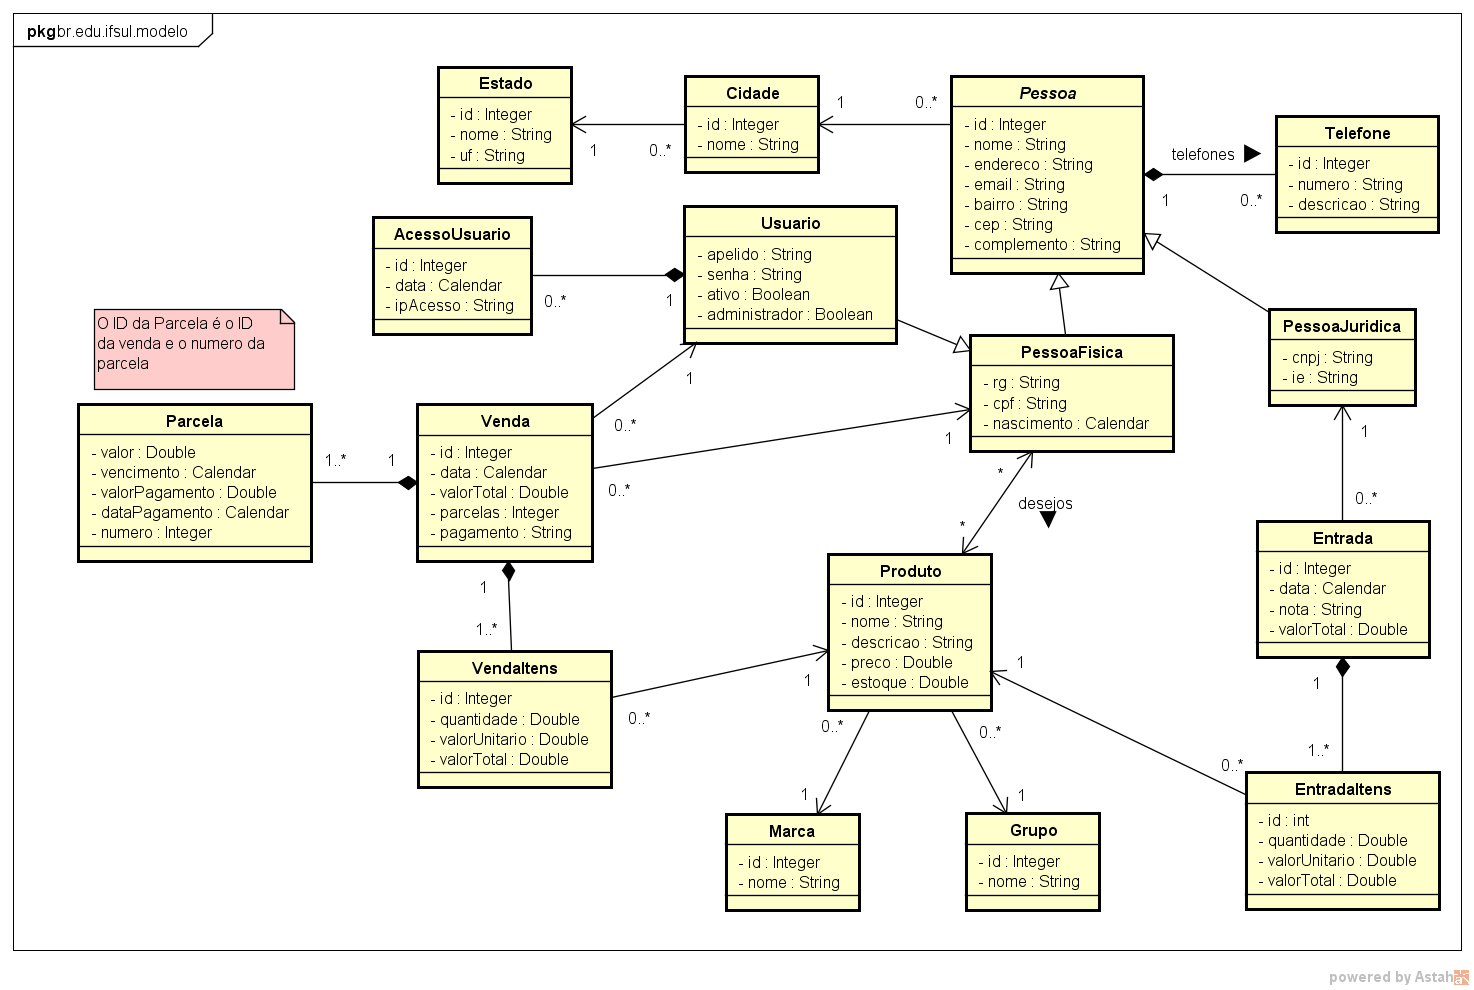 pkg br.edu.ifsul.modelo
Estado
- id : Integer
- nome : String
- uf : String
1
0..*
Cidade
- id : Integer
- nome : String
1
0..*
Pessoa
- id : Integer
- nome : String
- endereco : String
- email : String
- bairro : String
- cep : String
- complemento : String
telefones
1
0..*
Telefone
- id : Integer
- numero : String
- descricao : String
AcessoUsuario
- id : Integer
- data : Calendar
- ipAcesso : String
0..*
1
Usuario
- apelido : String
- senha : String
- ativo : Boolean
- administrador : Boolean
PessoaJuridica
- cnpj : String
- ie : String
PessoaFisica
- rg : String
- cpf : String
- nascimento : Calendar
O ID da Parcela é o ID
da venda e o numero da
parcela
Parcela
- valor : Double
- vencimento : Calendar
- valorPagamento : Double
- dataPagamento : Calendar
- numero : Integer
1..*
1
Venda
- id : Integer
- data : Calendar
- valorTotal : Double
- parcelas : Integer
- pagamento : String
1
0..*
1
0..*
1
1..*
*
desejos
*
1
0..*
Entrada
- id : Integer
- data : Calendar
- nota : String
- valorTotal : Double
Produto
- id : Integer
- nome : String
- descricao : String
- preco : Double
- estoque : Double
VendaItens
- id : Integer
- quantidade : Double
- valorUnitario : Double
- valorTotal : Double
1
0..*
1
0..*
1
1..*
0..*
0..*
1
1
Marca
- id : Integer
- nome : String
Grupo
- id : Integer
- nome : String
EntradaItens
- id : int
- quantidade : Double
- valorUnitario : Double
- valorTotal : Double
powered by Astah